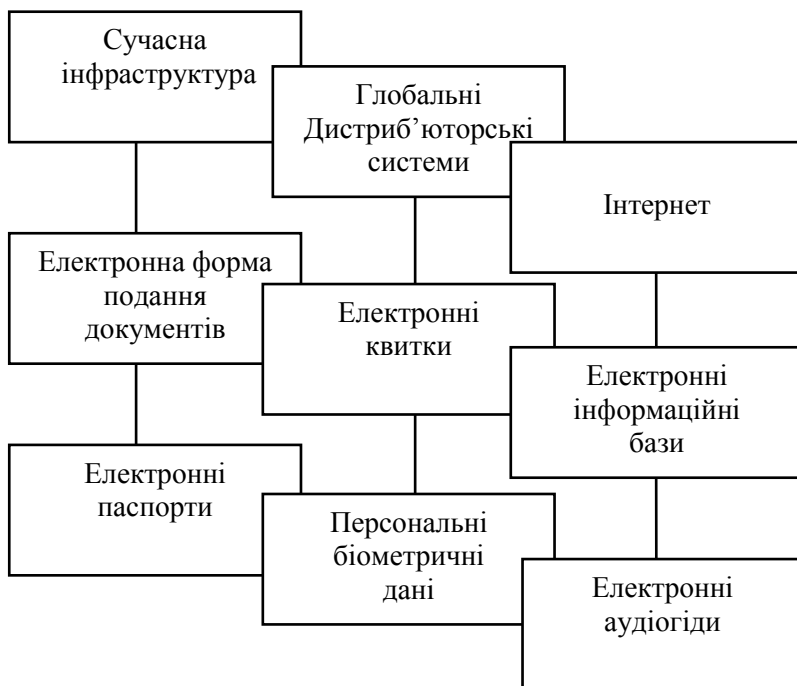 Сучасна
інфраструктура
Глобальні
Дистриб’юторські
системи
Інтернет
Електронна форма
подання
документів
Електронні
квитки
Електронні
інформаційні
бази
Електронні
паспорти
Персональні
біометричні
дані
Електронні
аудіогіди